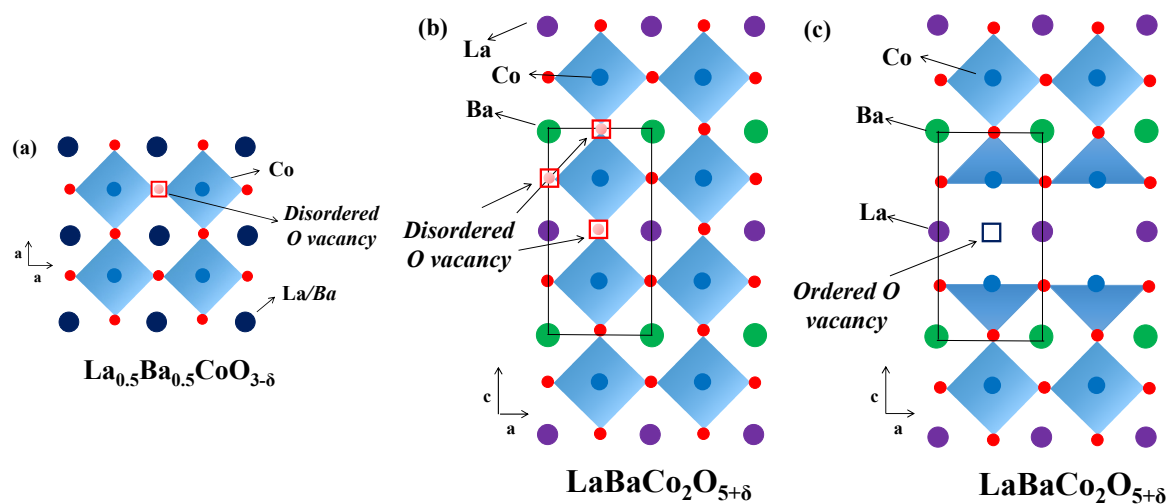 (a)
Co
Disordered
O vacancy
a
a
La/Ba
La₀.₅Ba₀.₅CoO₃₋δ
(b)
La
Co
Ba
Disordered
O vacancy
c
a
LaBaCo₂O₅₊δ
(c)
Co
Ba
La
Ordered O
vacancy
c
a
LaBaCo₂O₅₊δ